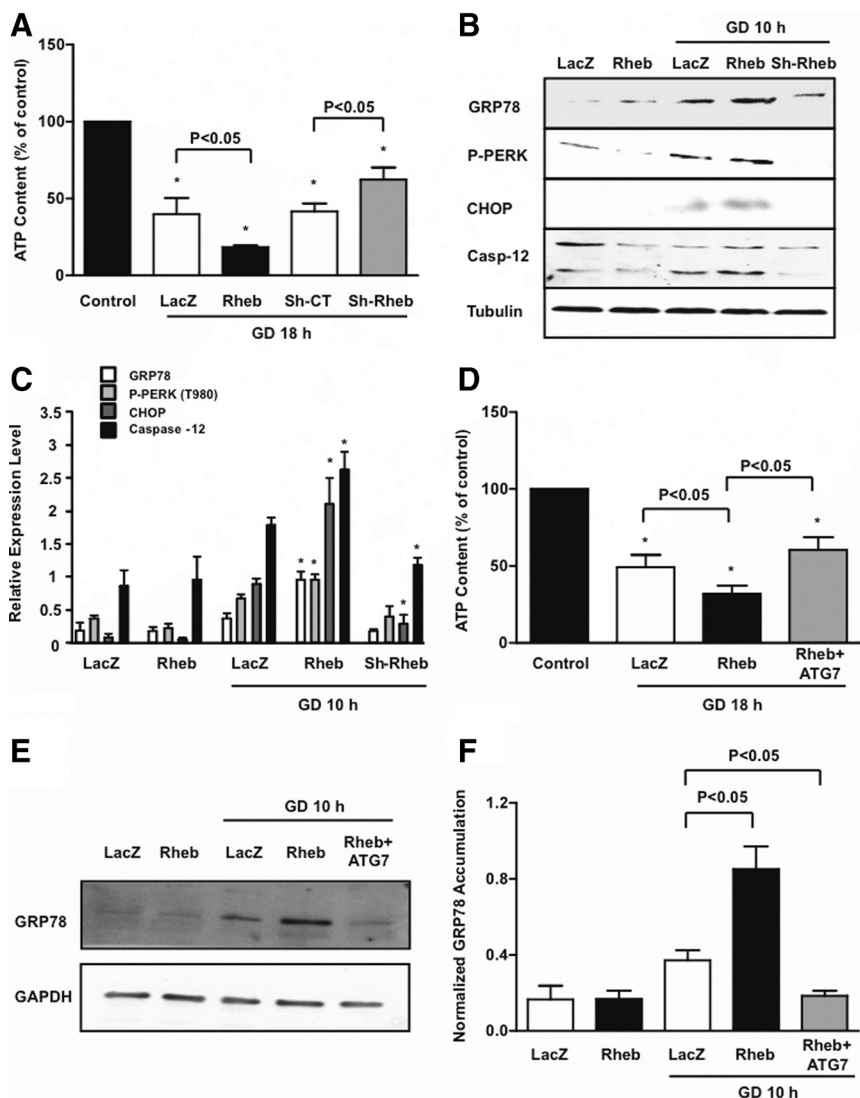 A
ATP Content (% of control)
150
100
50
0
P<0.05
P<0.05
*
*
*
*
Control
LacZ
Rheb
Sh-CT
Sh-Rheb
GD 18 h
B
GD 10 h
LacZ
Rheb
LacZ
Rheb
Sh-Rheb
GRP78
P-PERK
CHOP
Casp-12
Tubulin
C
GRP78
P-PERK (T980)
CHOP
Caspase -12
Relative Expression Level
3.5
3
2.5
2
1.5
1
0.5
0
* *
*
*
*
*
LacZ
Rheb
LacZ
Rheb
Sh-Rheb
GD 10 h
D
ATP Content (% of control)
150
100
50
0
P<0.05
P<0.05
*
*
*
Control
LacZ
Rheb
Rheb+
ATG7
GD 18 h
E
GD 10 h
LacZ
Rheb
LacZ
Rheb
Rheb+
ATG7
GRP78
GAPDH
F
Normalized GRP78 Accumulation
1.2
0.8
0.4
0.0
P<0.05
P<0.05
LacZ
Rheb
LacZ
Rheb
Rheb+
ATG7
GD 10 h